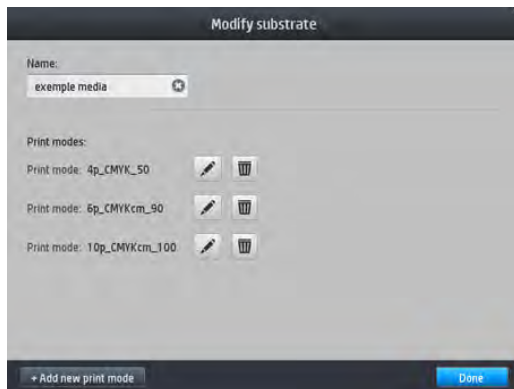 Modify substrate
Name:
exemple media
Print modes:
Print mode: 4p_CMYK_50
Print mode: 6p_CMYKcm_90
Print mode: 10p_CMYKcm_100
+ Add new print mode
Done